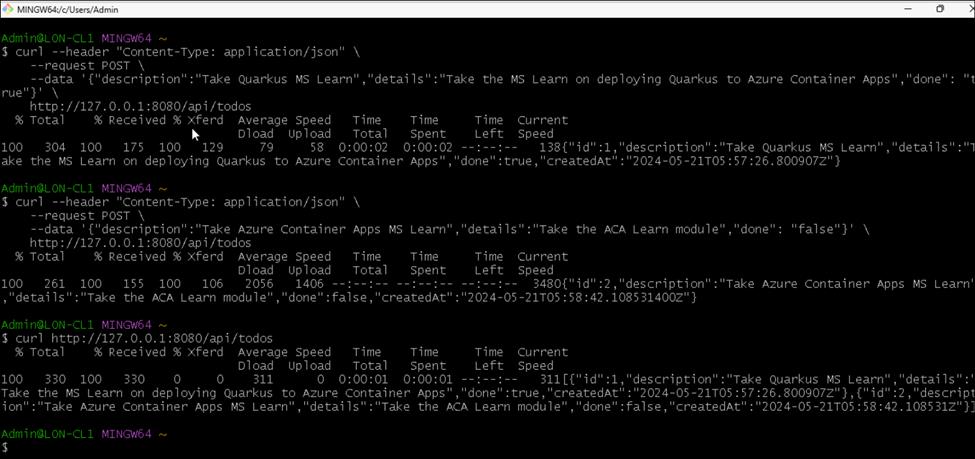 MINGW64:/c/Users/Admin
Admin@LON-CL1 MINGW64 ~
$ curl --header "Content-Type: application/json" \
--request POST \
--data '{"description":"Take Quarkus MS Learn","details":"Take the MS Learn on deploying Quarkus to Azure Container Apps","done": "t
rue"}' \
http://127.0.0.1:8080/api/todos
% Total % Received % Xferd Average Speed Time Time Time Current
Dload Upload Total Spent Left Speed
100 304 100 175 100 129 79 58 0:00:02 0:00:02 --:--:-- 138{"id":1,"description":"Take Quarkus MS Learn","details":"T
ake the MS Learn on deploying Quarkus to Azure Container Apps","done":true,"createdAt":"2024-05-21T05:57:26.800907Z"}
Admin@LON-CL1 MINGW64 ~
$ curl --header "Content-Type: application/json" \
--request POST \
--data '{"description":"Take Azure Container Apps MS Learn","details":"Take the ACA Learn module","done": "false"}' \
http://127.0.0.1:8080/api/todos
% Total % Received % Xferd Average Speed Time Time Time Current
Dload Upload Total Spent Left Speed
100 261 100 155 100 106 2056 1406 --:--:-- --:--:-- --:--:-- 3480{"id":2,"description":"Take Azure Container Apps MS Learn"
,"details":"Take the ACA Learn module","done":false,"createdAt":"2024-05-21T05:58:42.108531400Z"}
Admin@LON-CL1 MINGW64 ~
$ curl http://127.0.0.1:8080/api/todos
% Total % Received % Xferd Average Speed Time Time Time Current
Dload Upload Total Spent Left Speed
100 330 100 330 0 0 311 0 0:00:01 0:00:01 --:--:-- 311[{"id":1,"description":"Take Quarkus MS Learn","details":"
Take the MS Learn on deploying Quarkus to Azure Container Apps","done":true,"createdAt":"2024-05-21T05:57:26.800907Z"},{"id":2,"descript
ion":"Take Azure Container Apps MS Learn","details":"Take the ACA Learn module","done":false,"createdAt":"2024-05-21T05:58:42.108531Z"}]
Admin@LON-CL1 MINGW64 ~
$